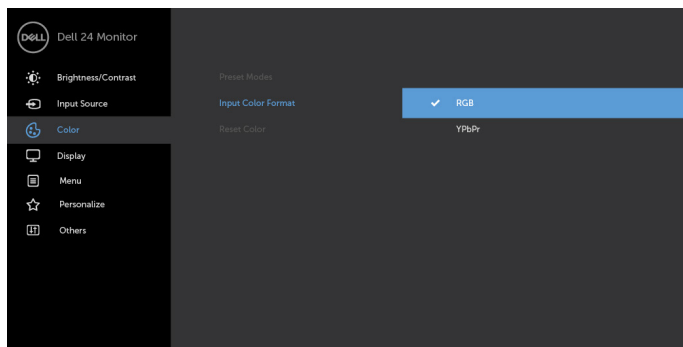 DELL Dell 24 Monitor
Brightness/Contrast
Preset Modes
Input Source
Input Color Format
✓ RGB
Color
Reset Color
YPbPr
Display
Menu
Personalize
Others